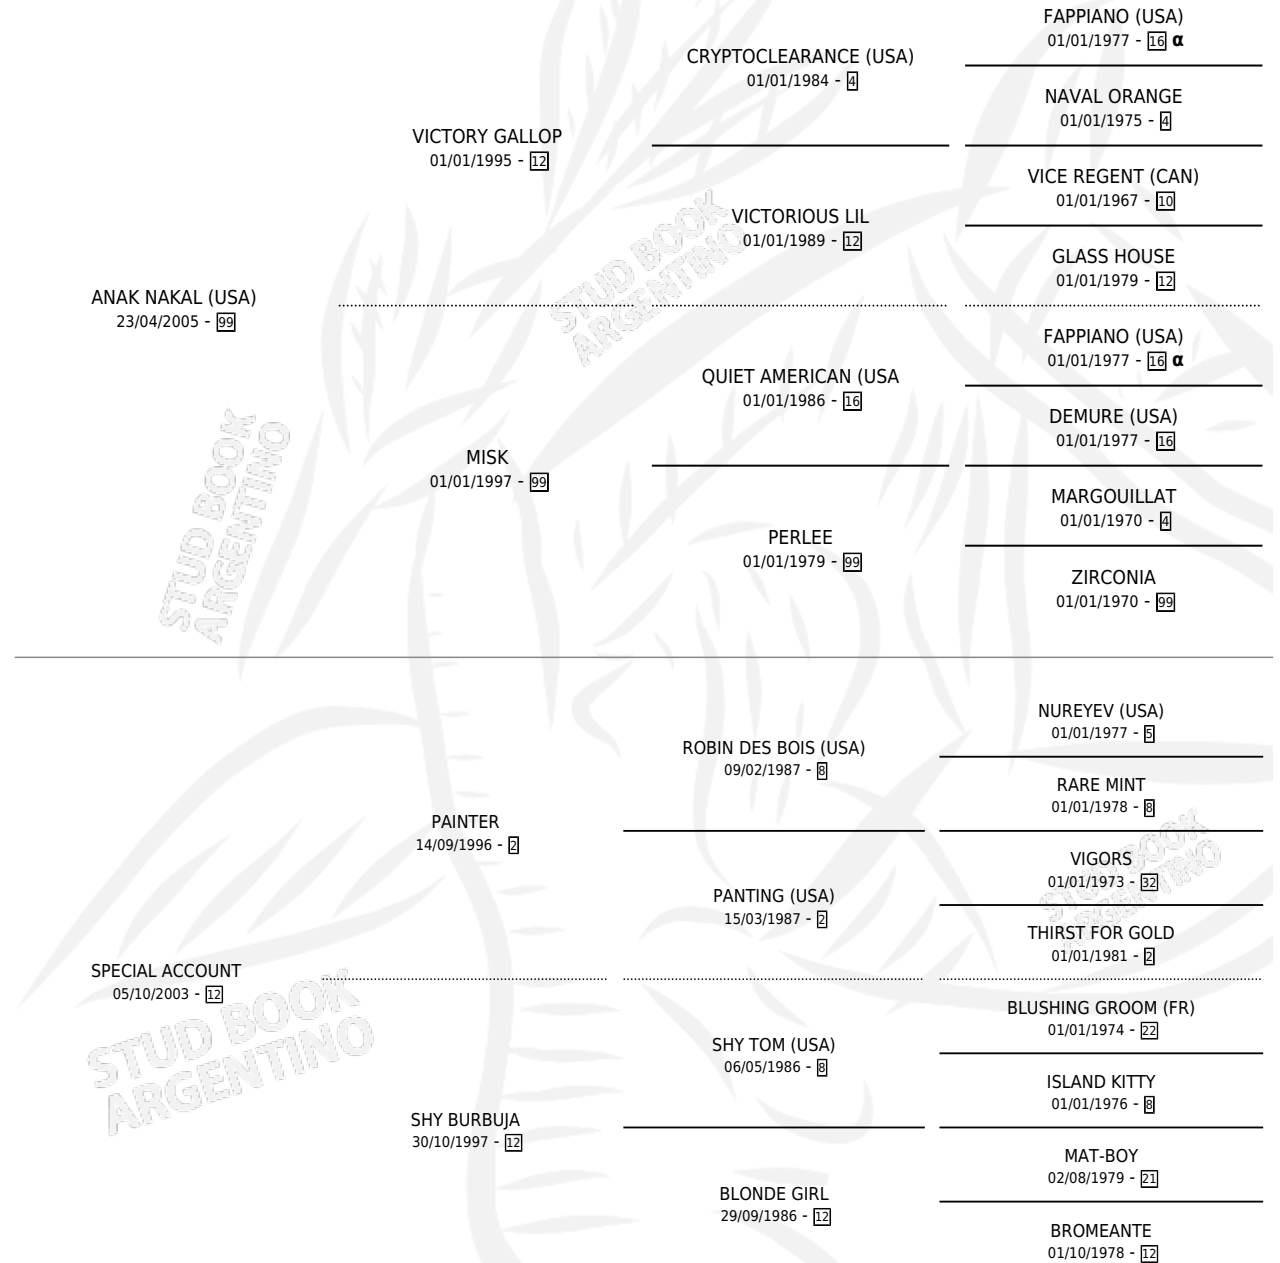 FAPPIANO (USA)
01/01/1977 - 16 α
CRYPTOCLEARANCE (USA)
01/01/1984 - 4
NAVAL ORANGE
01/01/1975 - 4
VICTORY GALLOP
01/01/1995 - 12
VICE REGENT (CAN)
01/01/1967 - 10
VICTORIOUS LIL
01/01/1989 - 12
GLASS HOUSE
01/01/1979 - 12
ANAK NAKAL (USA)
23/04/2005 - 99
FAPPIANO (USA)
01/01/1977 - 16 α
QUIET AMERICAN (USA
01/01/1986 - 16
DEMURE (USA)
01/01/1977 - 16
MISK
01/01/1997 - 99
MARGOUILLAT
01/01/1970 - 4
PERLEE
01/01/1979 - 99
ZIRCONIA
01/01/1970 - 99
NUREYEV (USA)
01/01/1977 - 5
ROBIN DES BOIS (USA)
09/02/1987 - 8
RARE MINT
01/01/1978 - 8
PAINTER
14/09/1996 - 2
VIGORS
01/01/1973 - 32
PANTING (USA)
15/03/1987 - 2
THIRST FOR GOLD
01/01/1981 - 2
SPECIAL ACCOUNT
05/10/2003 - 12
BLUSHING GROOM (FR)
01/01/1974 - 22
SHY TOM (USA)
06/05/1986 - 8
ISLAND KITTY
01/01/1976 - 8
SHY BURBUJA
30/10/1997 - 12
MAT-BOY
02/08/1979 - 21
BLONDE GIRL
29/09/1986 - 12
BROMEANTE
01/10/1978 - 12
STUD BOOK
ARGENTINO
STUD BOOK
ARGENTINO
STUD BOOK
ARGENTINO
STUD BOOK
ARGENTINO